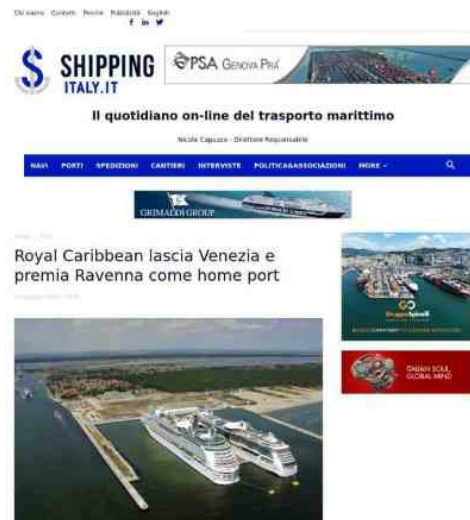 Chi siamo Contatti Perché Pubblicità English
SHIPPING
ITALY.IT
PSA GENOVA PRA'
Il quotidiano on-line del trasporto marittimo
Nicola Capuzzo - Direttore Responsabile
NAVI PORTI SPEDIZIONI CANTIERI INTERVISTE POLITICA&ASSOCIAZIONI MORE
GRIMALDI GROUP
Royal Caribbean lascia Venezia e
premia Ravenna come home port
GruppoSpinelli
ITALIAN SOUL,
GLOBAL MIND